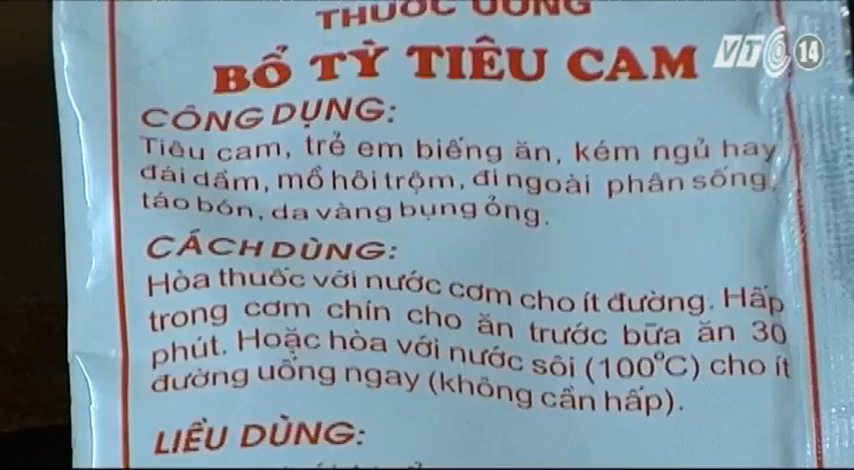 THUỐC UỐNG
BỔ TỲ TIÊU CAM
VTC 14
CÔNG DỤNG:
Tiêu cam, trẻ em biếng ăn, kém ngủ hay
đái dầm, mồ hôi trộm, đi ngoài phân sống,
táo bón, da vàng bụng ỏng.
CÁCH DÙNG:
Hòa thuốc với nước cơm cho ít đường. Hấp
trong cơm chín cho ăn trước bữa ăn 30
phút. Hoặc hòa với nước sôi (100°C) cho ít
đường uống ngay (không cần hấp).
LIỀU DÙNG: